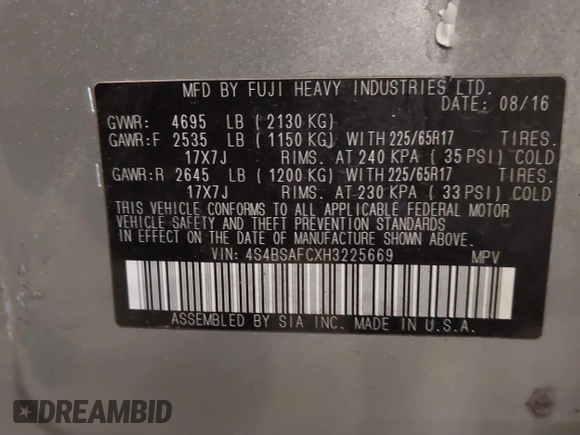 MFD BY FUJI HEAVY INDUSTRIES LTD.
DATE: 08/16
GVWR: 4695 LB ( 2130 KG)
GAWR:F 2535 LB ( 1150 KG) WITH 225/65R17 TIRES.
17X7J RIMS. AT 240 KPA ( 35 PSI) COLD
GAWR:R 2645 LB ( 1200 KG) WITH 225/65R17 TIRES.
17X7J RIMS. AT 230 KPA ( 33 PSI) COLD
THIS VEHICLE CONFORMS TO ALL APPLICABLE FEDERAL MOTOR
VEHICLE SAFETY AND THEFT PREVENTION STANDARDS
IN EFFECT ON THE DATE OF MANUFACTURE SHOWN ABOVE.
VIN: 4S4BSAFCXH3225669 MPV
ASSEMBLED BY SIA INC. MADE IN U.S.A.
DREAMBID